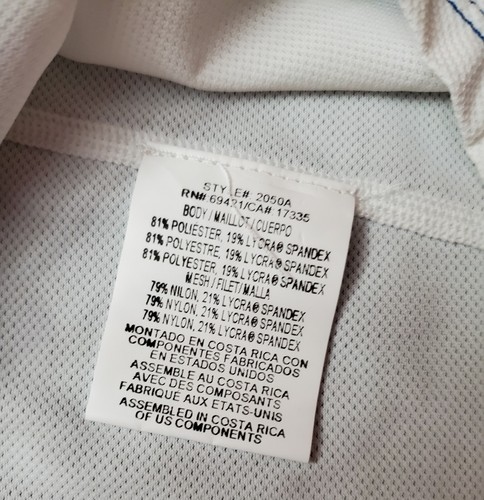 STYLE# 2050A
RN# 69421/CA# 17335
BODY/MAILLOT/CUERPO
81% POLIESTER, 19% LYCRA® SPANDEX
81% POLYESTRE, 19% LYCRA® SPANDEX
81% POLYESTER, 19% LYCRA® SPANDEX
MESH/FILET/MALLA
79% NILON, 21% LYCRA® SPANDEX
79% NYLON, 21% LYCRA® SPANDEX
79% NYLON, 21% LYCRA® SPANDEX
MONTADO EN COSTA RICA CON
COMPONENTES FABRICADOS
EN ESTADOS UNIDOS
ASSEMBLE AU COSTA RICA
AVEC DES COMPOSANTS
FABRIQUE AUX ETATS-UNIS
ASSEMBLED IN COSTA RICA
OF US COMPONENTS